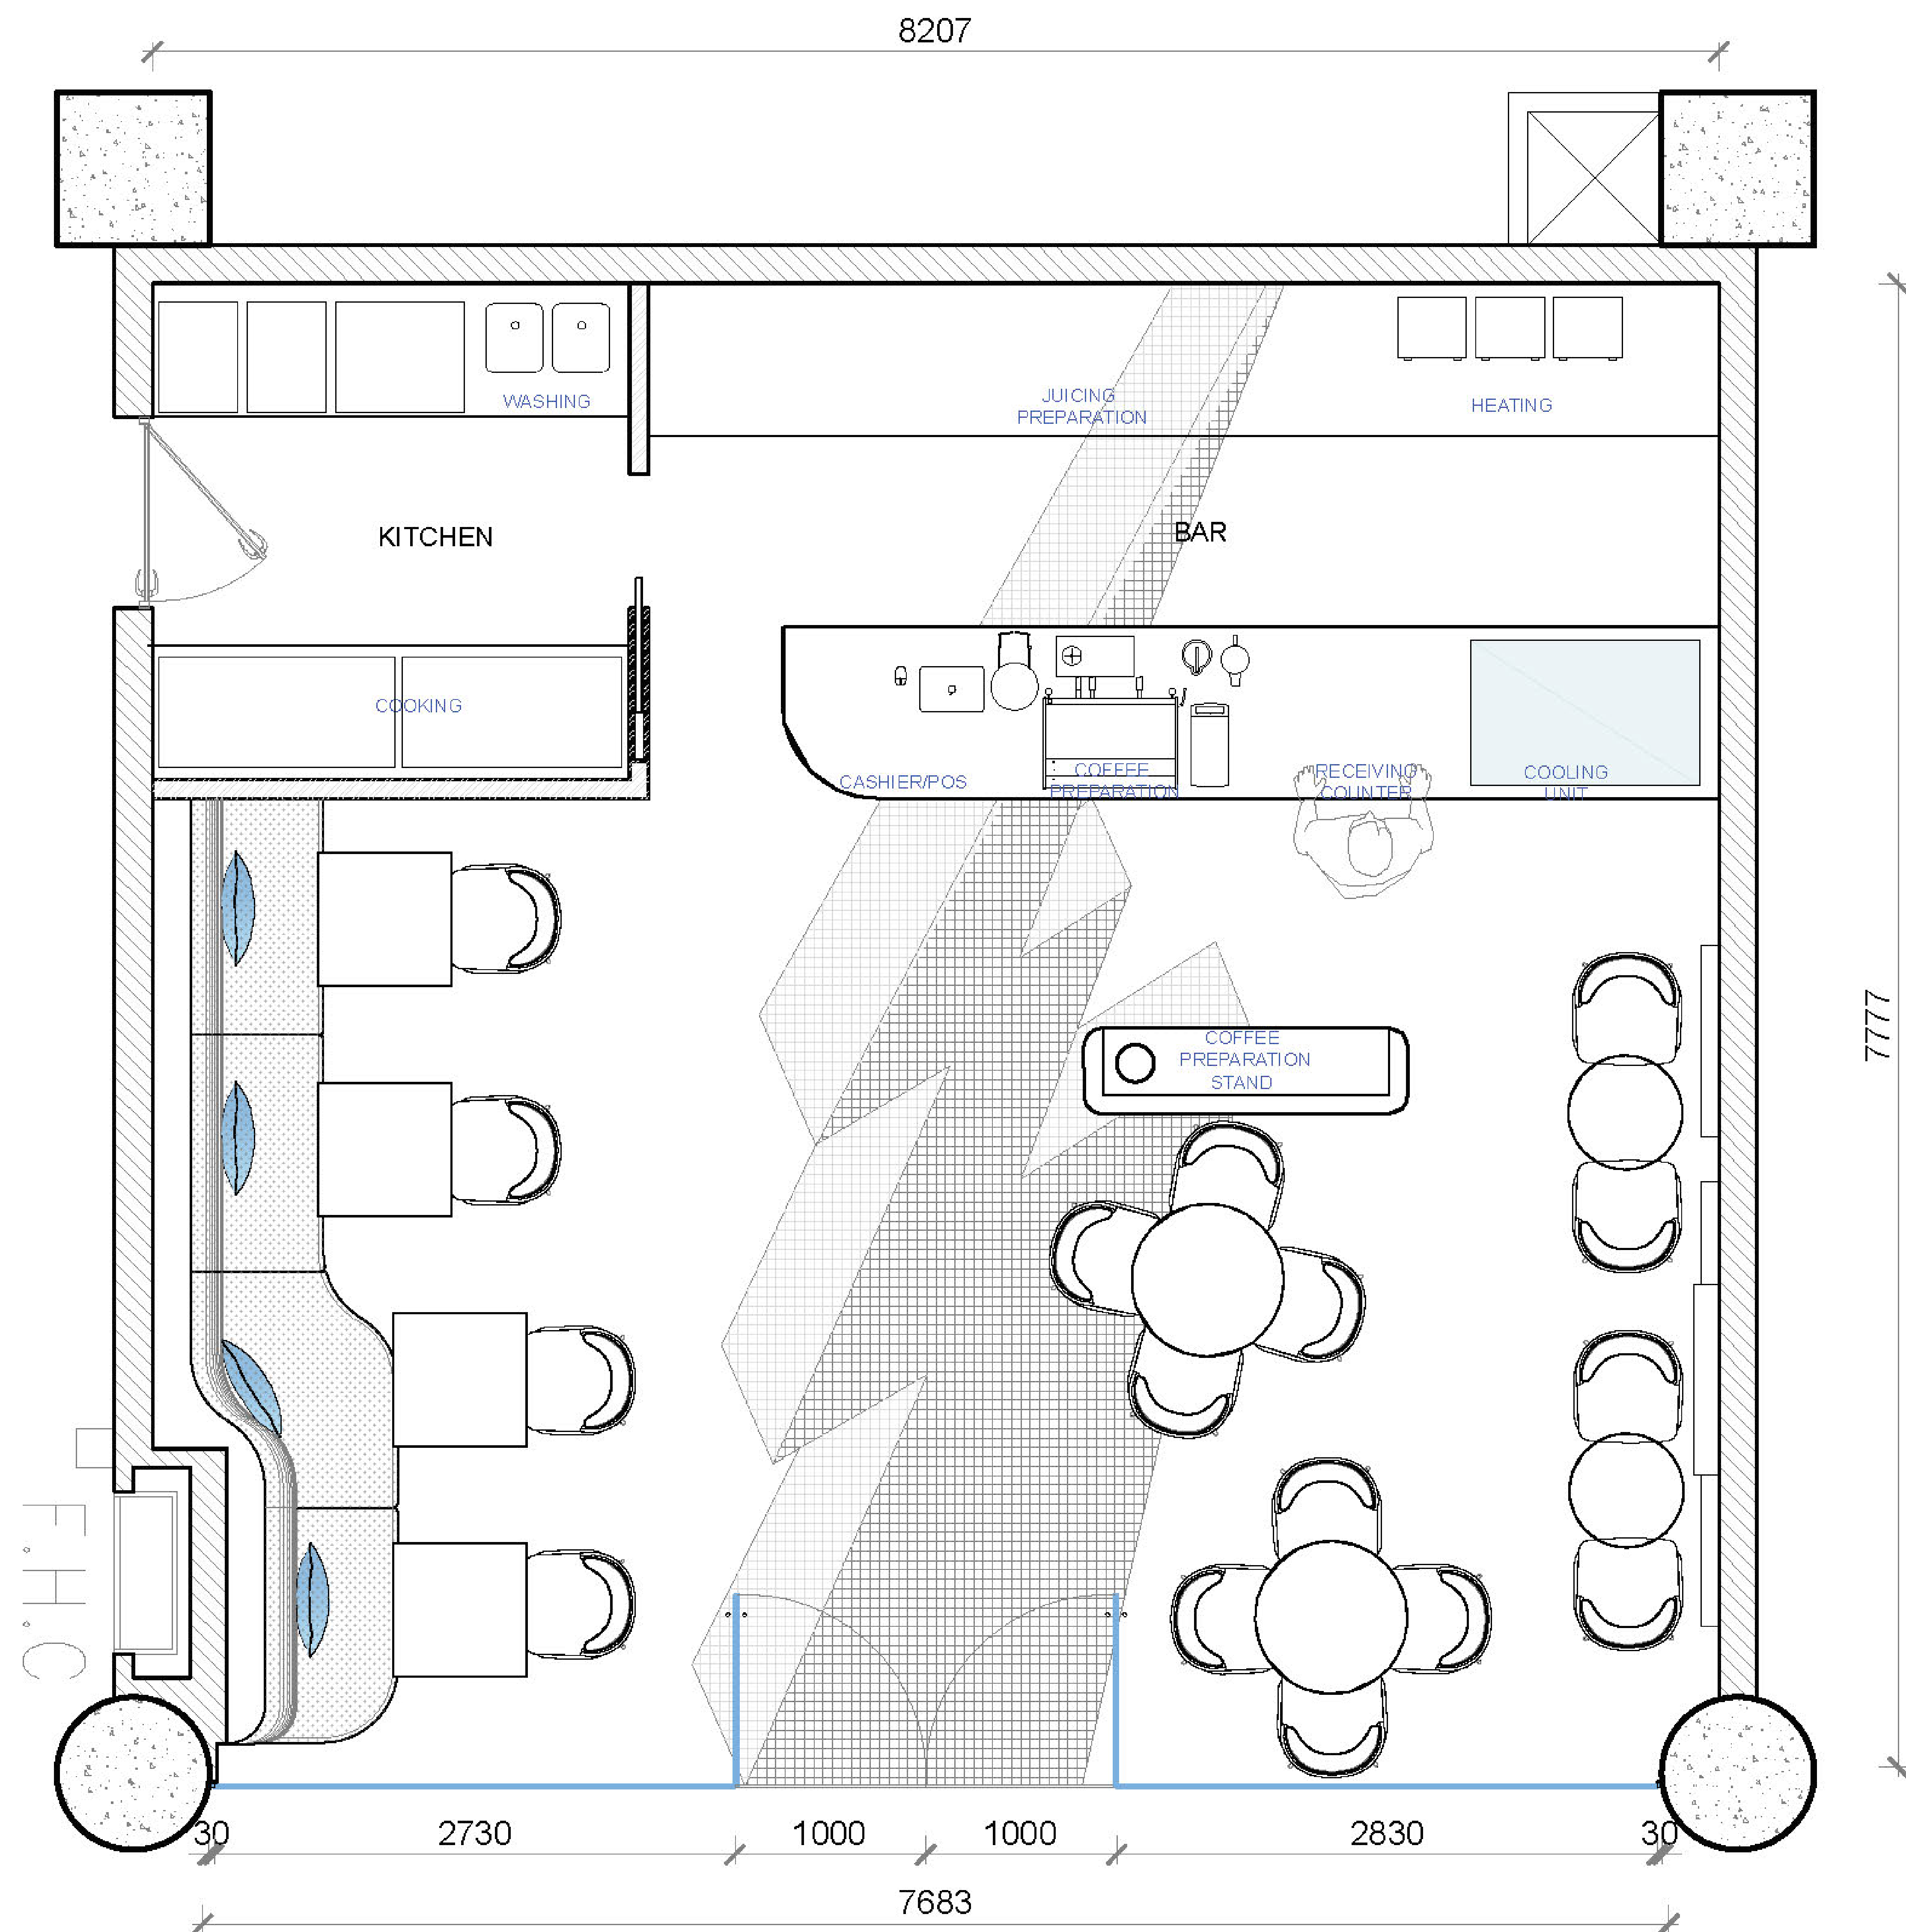 8207
WASHING
JUICING
PREPARATION
HEATING
KITCHEN
BAR
COOKING
CASHIER/POS
COFFEE
PREPARATION
RECEIVING
COUNTER
COOLING
UNIT
7777
COFFEE
PREPARATION
STAND
F.H.C
30
2730
1000
1000
2830
30
7683